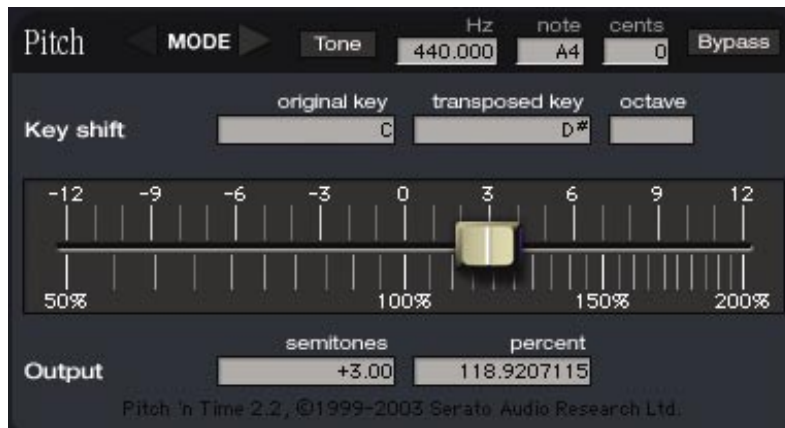 Hz note cents
Pitch MODE Tone 440.000 A4 0 Bypass
original key transposed key octave
Key shift C D#
-12 -9 -6 -3 0 3 6 9 12
50% 100% 150% 200%
semitones percent
Output +3.00 118.9207115
Pitch 'n Time 2.2, ©1999-2003 Serato Audio Research Ltd.